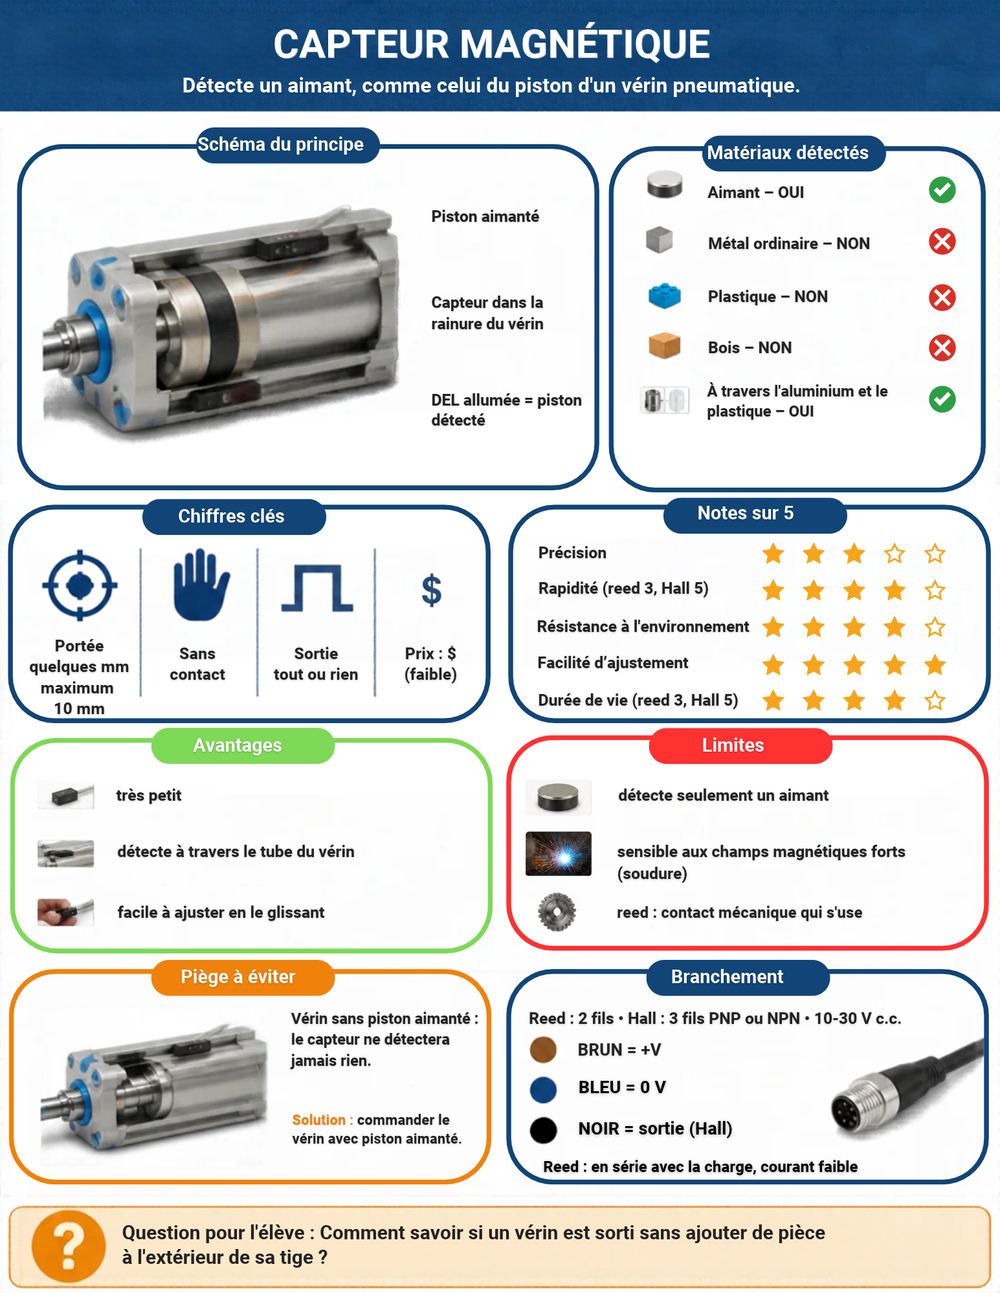 CAPTEUR MAGNÉTIQUE
Détecte un aimant, comme celui du piston d'un vérin pneumatique.
Schéma du principe
Piston aimanté
Capteur dans la
rainure du vérin
DEL allumée = piston
détecté
Matériaux détectés
Aimant – OUI
Métal ordinaire – NON
Plastique – NON
Bois – NON
À travers l'aluminium et le
plastique – OUI
Chiffres clés
Portée
quelques mm
maximum
10 mm
Sans
contact
Sortie
tout ou rien
$
Prix : $
(faible)
Notes sur 5
Précision
Rapidité (reed 3, Hall 5)
Résistance à l'environnement
Facilité d’ajustement
Durée de vie (reed 3, Hall 5)
Avantages
très petit
détecte à travers le tube du vérin
facile à ajuster en le glissant
Limites
détecte seulement un aimant
sensible aux champs magnétiques forts
(soudure)
reed : contact mécanique qui s'use
Piège à éviter
Vérin sans piston aimanté :
le capteur ne détectera
jamais rien.
Solution : commander le
vérin avec piston aimanté.
Branchement
Reed : 2 fils • Hall : 3 fils PNP ou NPN • 10-30 V c.c.
BRUN = +V
BLEU = 0 V
NOIR = sortie (Hall)
Reed : en série avec la charge, courant faible
?
Question pour l'élève : Comment savoir si un vérin est sorti sans ajouter de pièce
à l'extérieur de sa tige ?